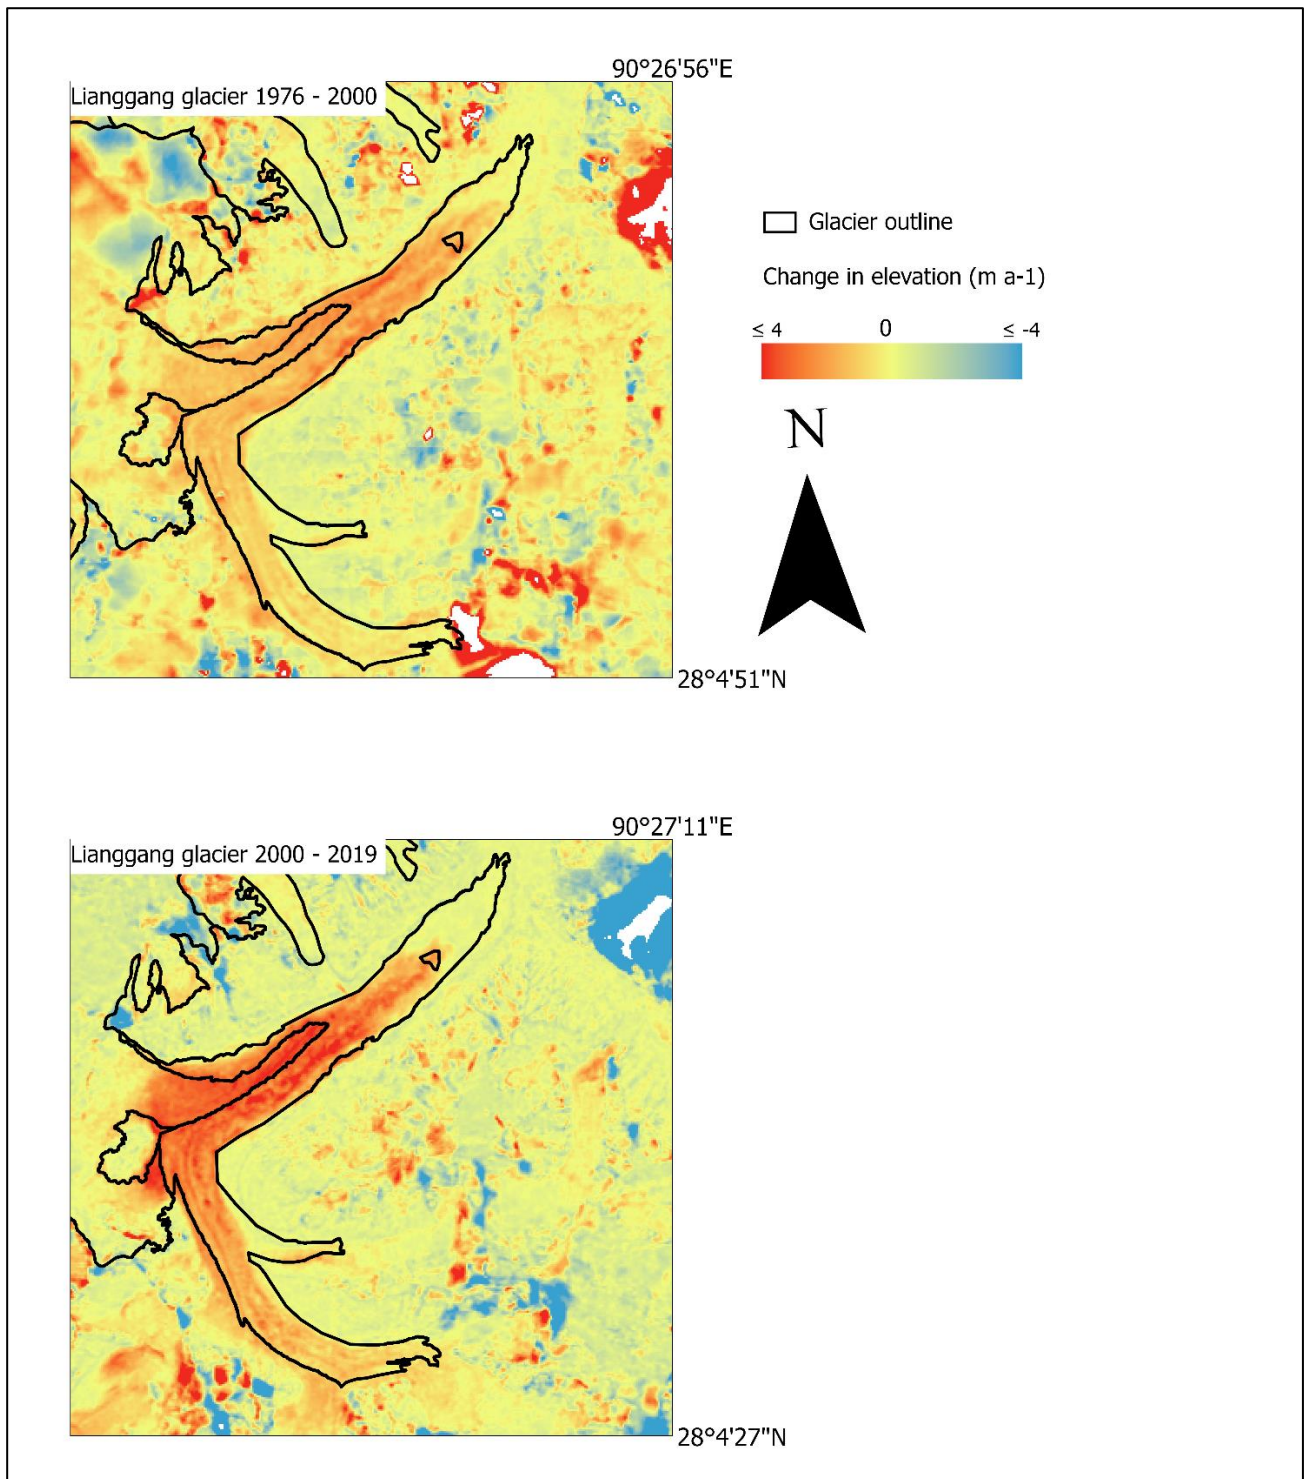 90°26'56"E
Lianggang glacier 1976 - 2000
Glacier outline
Change in elevation (m a-1)
≤ 4 0 ≤ -4
N
28°4'51"N
90°27'11"E
Lianggang glacier 2000 - 2019
28°4'27"N